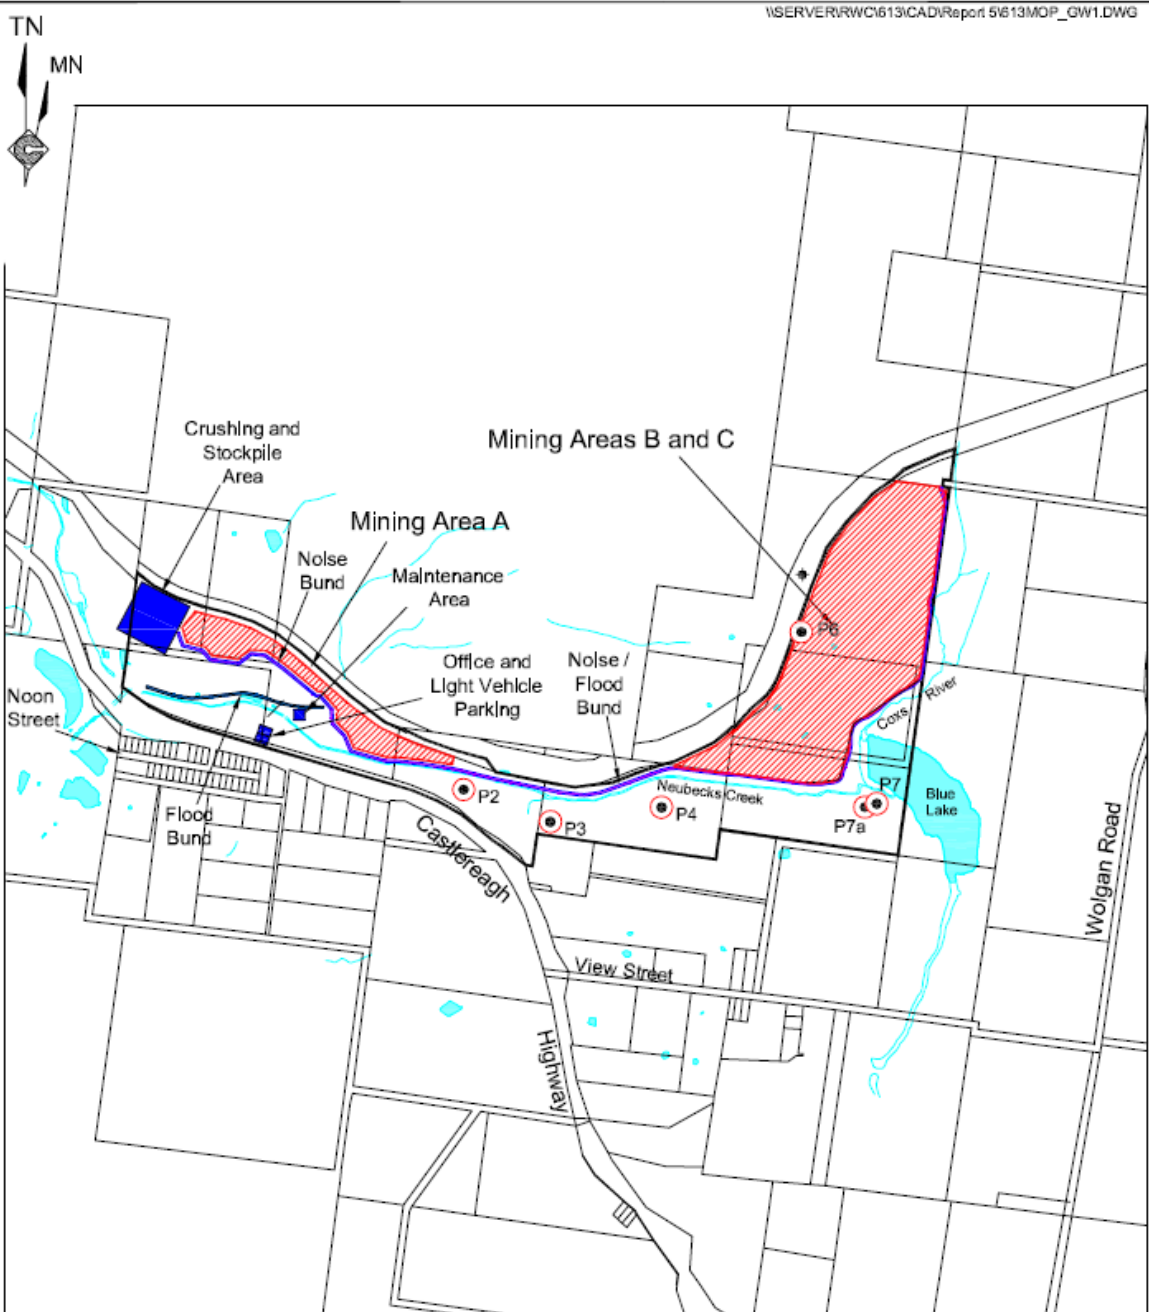 \\SERVER\RWC\613\CAD\Report 5\613MOP_GW1.DWG
TN
MN
Crushing and
Stockpile
Area
Mining Areas B and C
Mining Area A
Noise
Bund
Maintenance
Area
Office and
Light Vehicle
Parking
Noise /
Flood
Bund
P6
Noon
Street
Coxs River
Neubecks Creek
P2
P3
P4
P7
P7a
Blue
Lake
Flood
Bund
Castlereagh
Highway
View Street
Wolgan Road